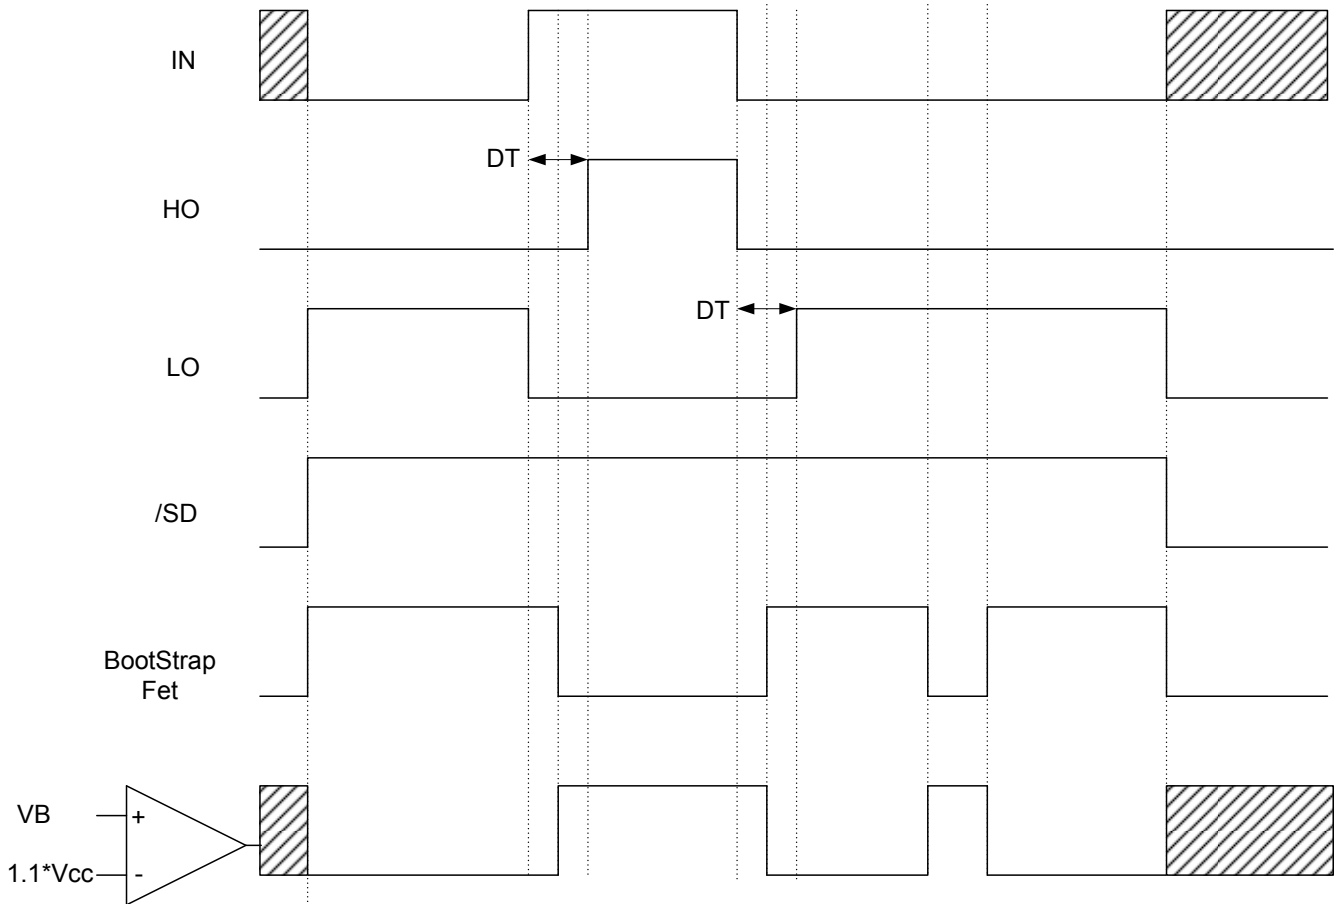 IN
DT
HO
DT
LO
/SD
BootStrap
Fet
VB
+
1.1*Vcc
-